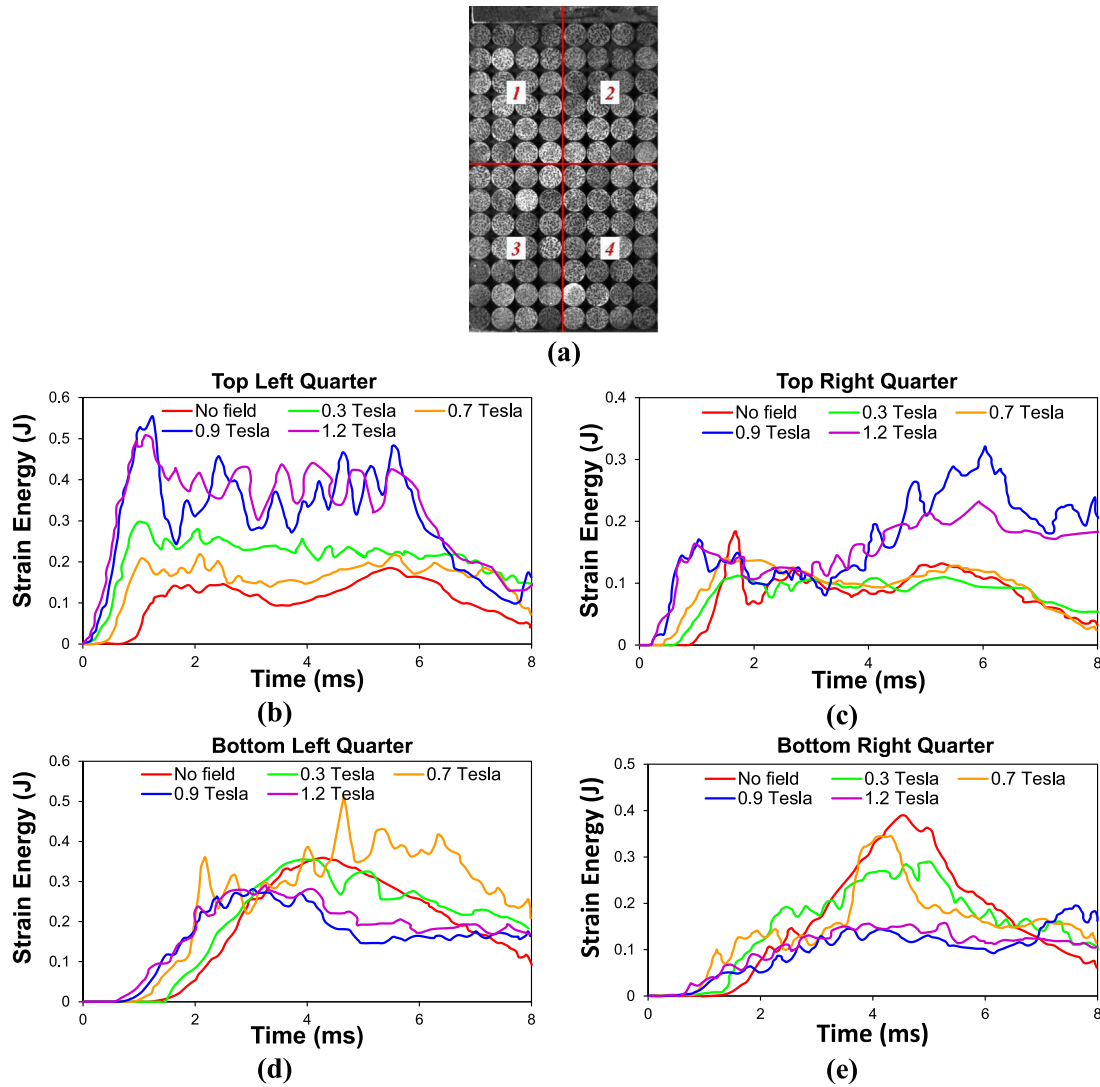 1 2
3 4
(a)
Top Left Quarter
Strain Energy (J)
0.6
0.5
0.4
0.3
0.2
0.1
0
No field 0.3 Tesla 0.7 Tesla
0.9 Tesla 1.2 Tesla
0 2 4 6 8
Time (ms)
(b)
Top Right Quarter
Strain Energy (J)
0.4
0.3
0.2
0.1
0
No field 0.3 Tesla 0.7 Tesla
0.9 Tesla 1.2 Tesla
0 2 4 6 8
Time (ms)
(c)
Bottom Left Quarter
Strain Energy (J)
0.6
0.5
0.4
0.3
0.2
0.1
0
No field 0.3 Tesla 0.7 Tesla
0.9 Tesla 1.2 Tesla
0 2 4 6 8
Time (ms)
(d)
Bottom Right Quarter
Strain Energy (J)
0.5
0.4
0.3
0.2
0.1
0
No field 0.3 Tesla 0.7 Tesla
0.9 Tesla 1.2 Tesla
0 2 4 6 8
Time (ms)
(e)